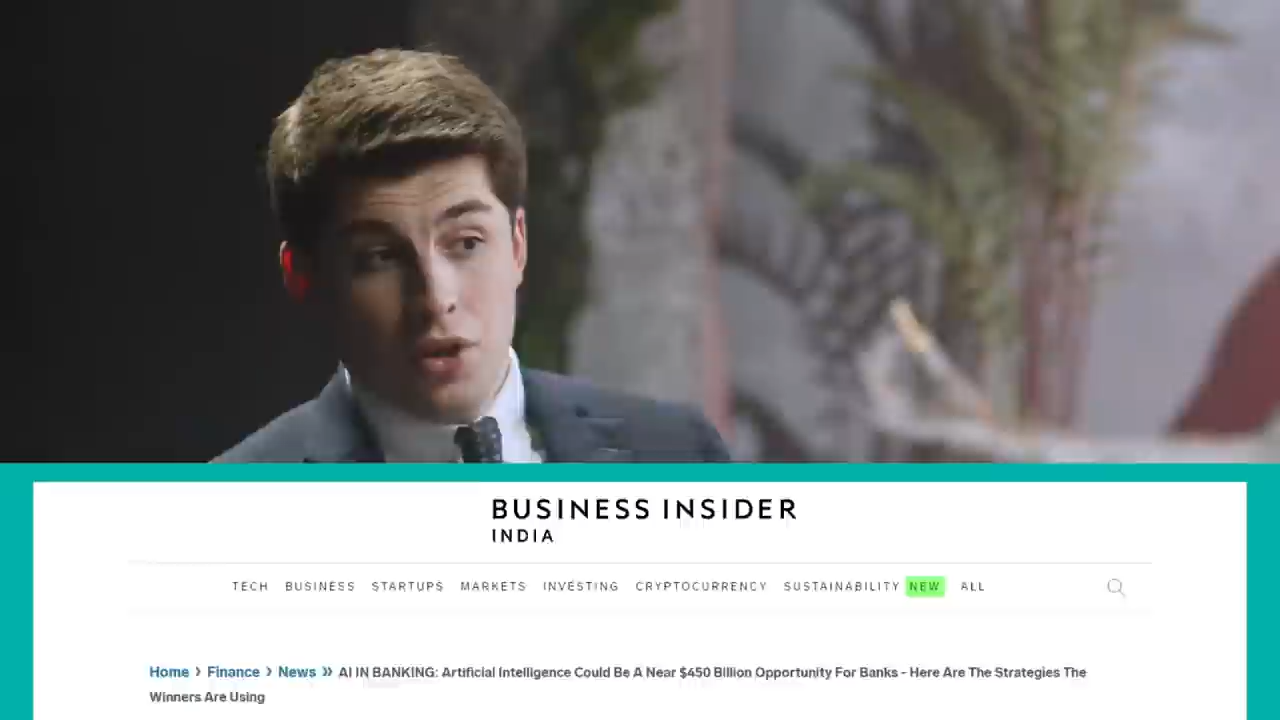 BUSINESS INSIDER
INDIA
TECH BUSINESS STARTUPS MARKETS INVESTING CRYPTOCURRENCY SUSTAINABILITY NEW ALL
Home › Finance › News » AI IN BANKING: Artificial Intelligence Could Be A Near $450 Billion Opportunity For Banks - Here Are The Strategies The
Winners Are Using